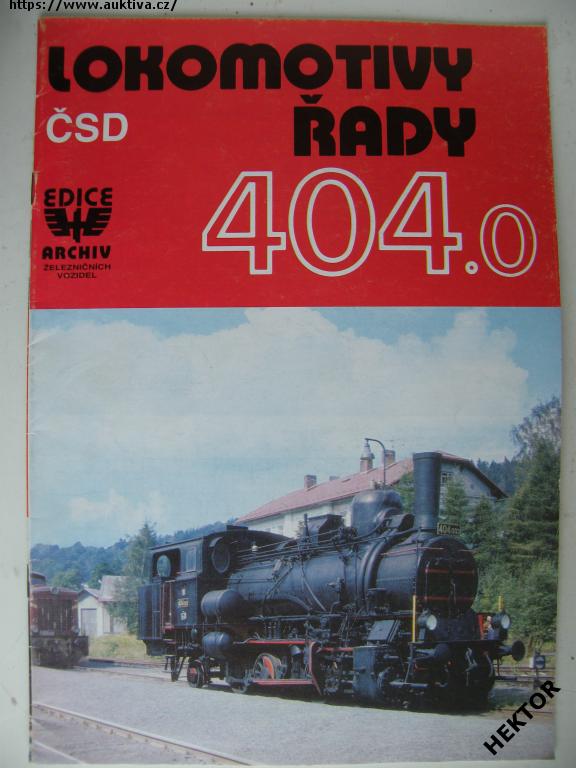 https://www.auktiva.cz/
LOKOMOTIVY
ČSD ŘADY
404.0
EDICE
ARCHIV
ŽELEZNIČNÍCH
VOZIDEL
HEKTOR